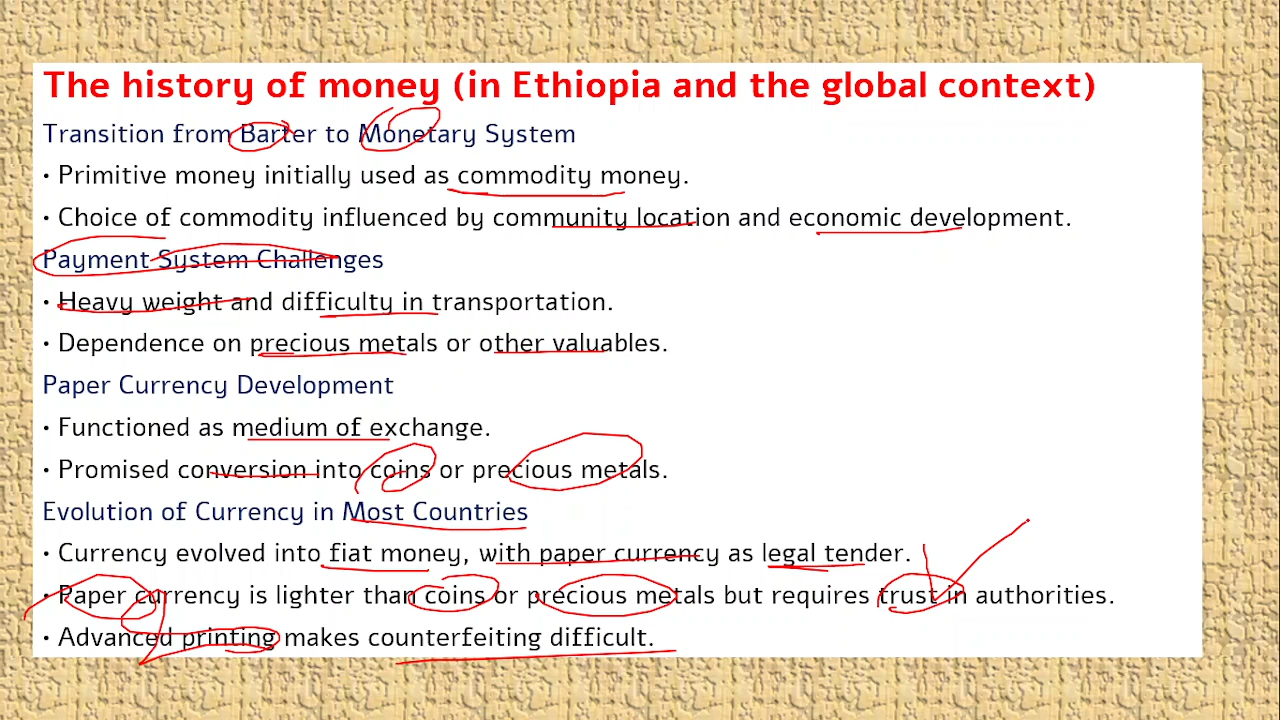 The history of money (in Ethiopia and the global context)
Transition from Barter to Monetary System
• Primitive money initially used as commodity money.
• Choice of commodity influenced by community location and economic development.
Payment System Challenges
• Heavy weight and difficulty in transportation.
• Dependence on precious metals or other valuables.
Paper Currency Development
• Functioned as medium of exchange.
• Promised conversion into coins or precious metals.
Evolution of Currency in Most Countries
• Currency evolved into fiat money, with paper currency as legal tender.
• Paper currency is lighter than coins or precious metals but requires trust in authorities.
• Advanced printing makes counterfeiting difficult.